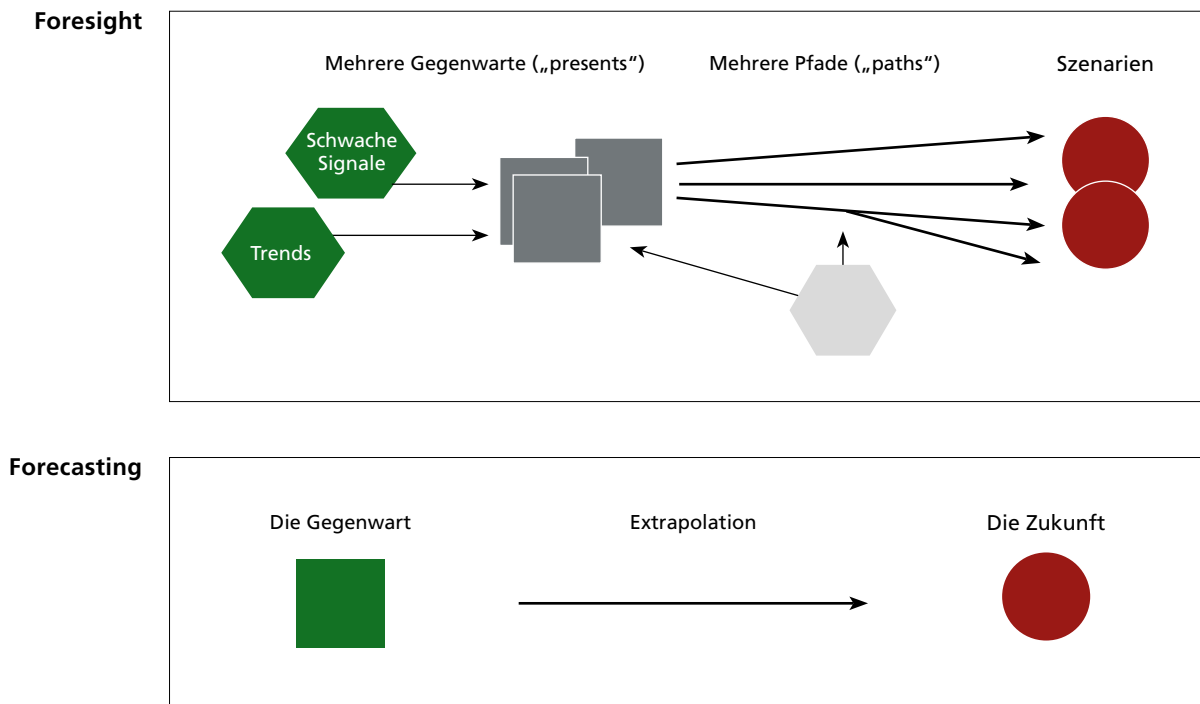 Foresight
Mehrere Gegenwarte („presents“)
Mehrere Pfade („paths“)
Szenarien
Schwache
Signale
Trends
Forecasting
Die Gegenwart
Extrapolation
Die Zukunft